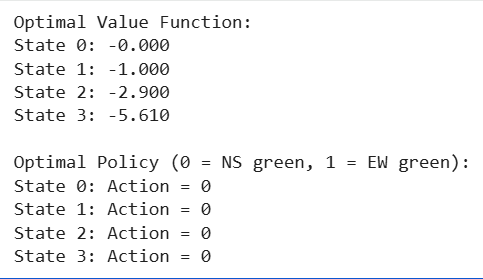 Optimal Value Function:
State 0: -0.000
State 1: -1.000
State 2: -2.900
State 3: -5.610
Optimal Policy (0 = NS green, 1 = EW green):
State 0: Action = 0
State 1: Action = 0
State 2: Action = 0
State 3: Action = 0